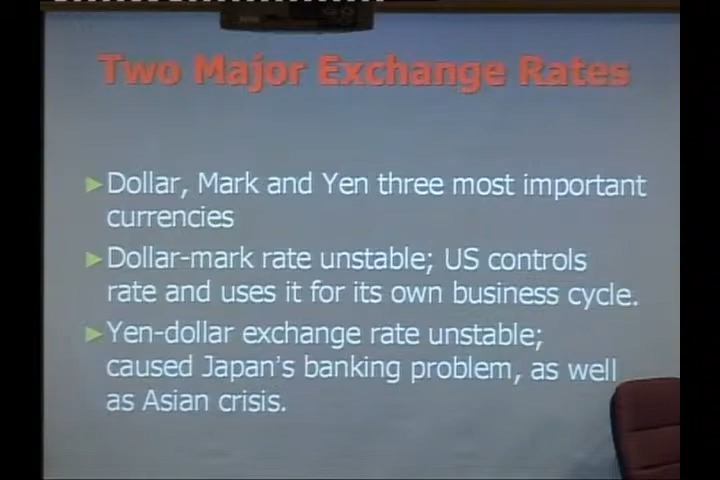 Two Major Exchange Rates
►Dollar, Mark and Yen three most important
currencies
►Dollar-mark rate unstable; US controls
rate and uses it for its own business cycle.
►Yen-dollar exchange rate unstable;
caused Japan's banking problem, as well
as Asian crisis.